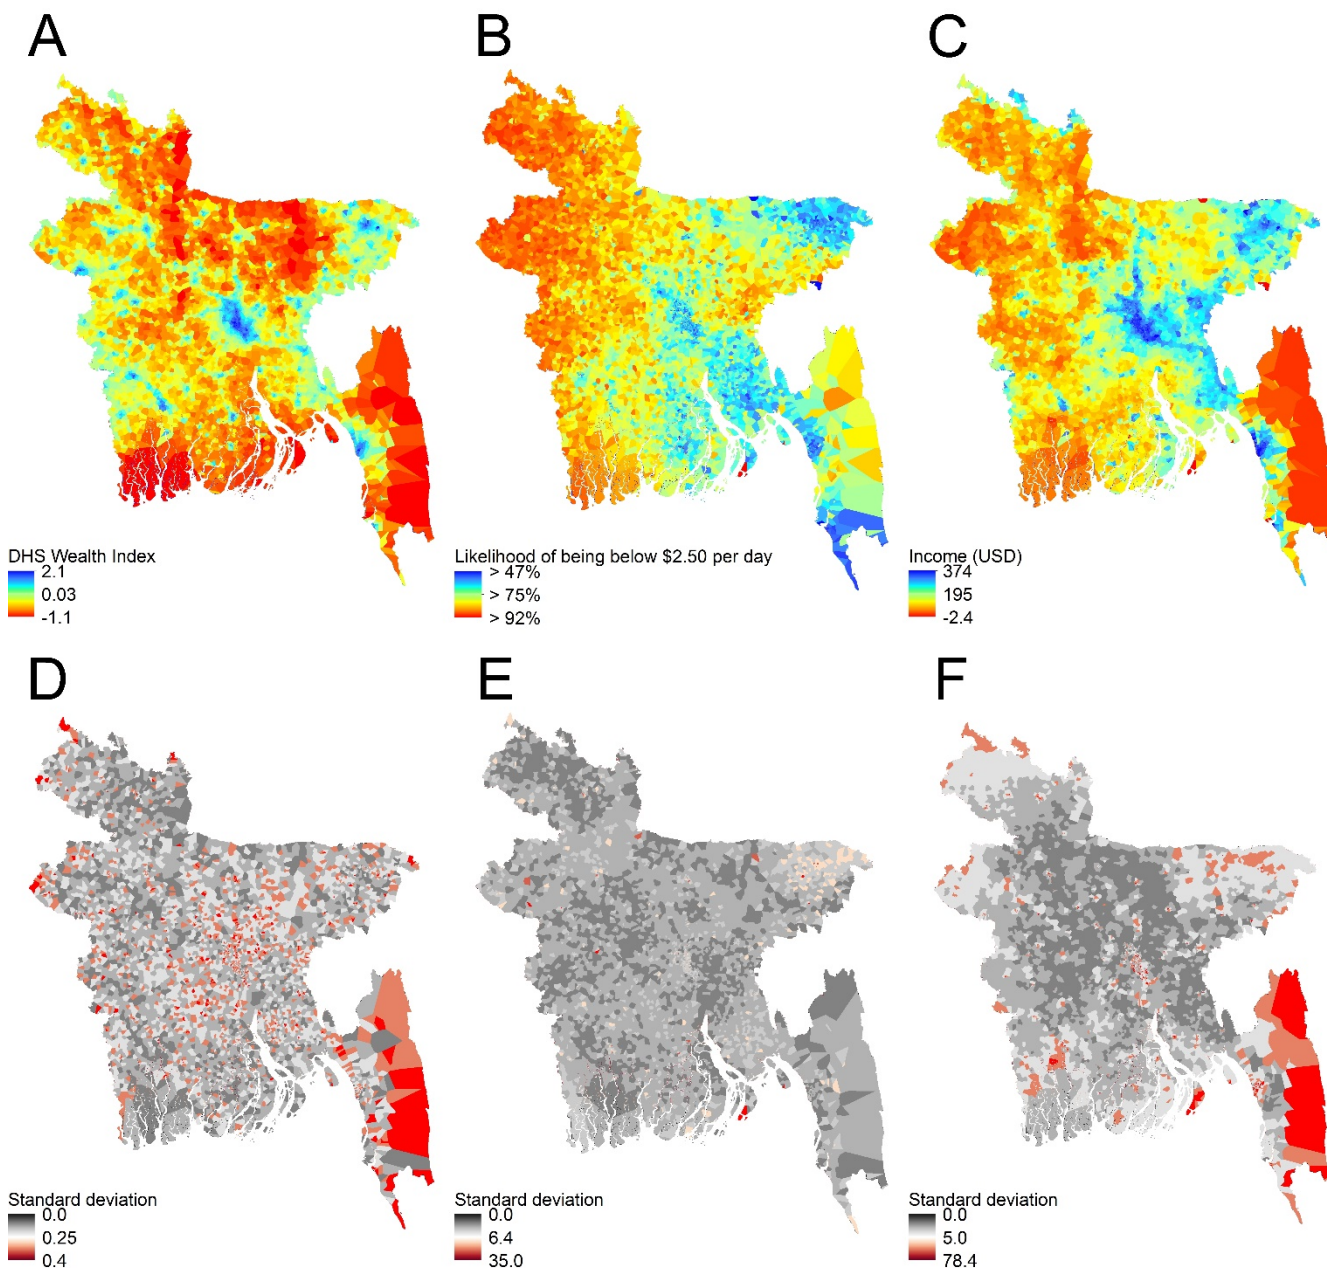 A
B
C
DHS Wealth Index
2.1
0.03
-1.1
Likelihood of being below $2.50 per day
> 47%
> 75%
> 92%
Income (USD)
374
195
-2.4
D
E
F
Standard deviation
0.0
0.25
0.4
Standard deviation
0.0
6.4
35.0
Standard deviation
0.0
5.0
78.4